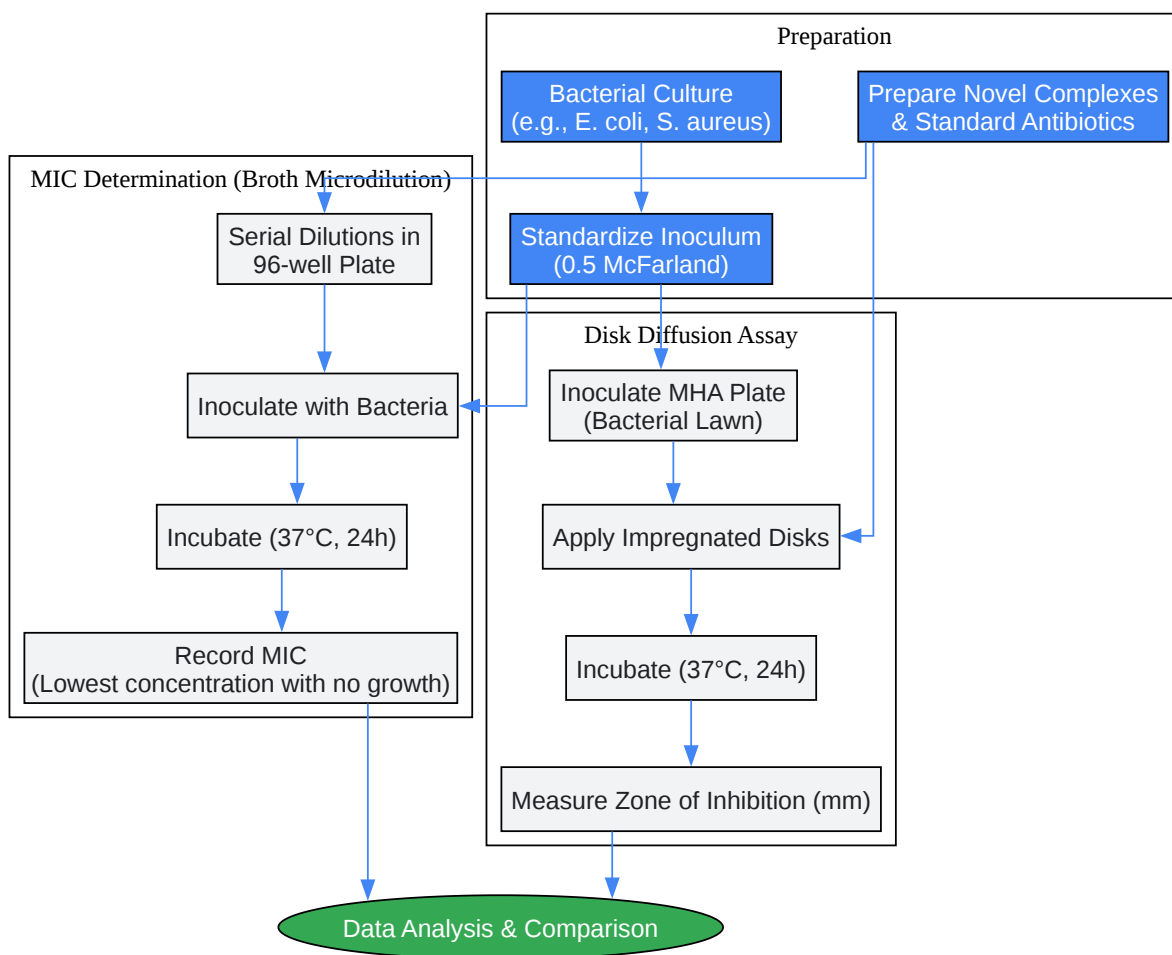 Preparation
Bacterial Culture
(e.g., E. coli, S. aureus)
Prepare Novel Complexes
& Standard Antibiotics
MIC Determination (Broth Microdilution)
Serial Dilutions in
96-well Plate
Standardize Inoculum
(0.5 McFarland)
Disk Diffusion Assay
Inoculate with Bacteria
Inoculate MHA Plate
(Bacterial Lawn)
Incubate (37°C, 24h)
Apply Impregnated Disks
Record MIC
(Lowest concentration with no growth)
Incubate (37°C, 24h)
Measure Zone of Inhibition (mm)
Data Analysis & Comparison